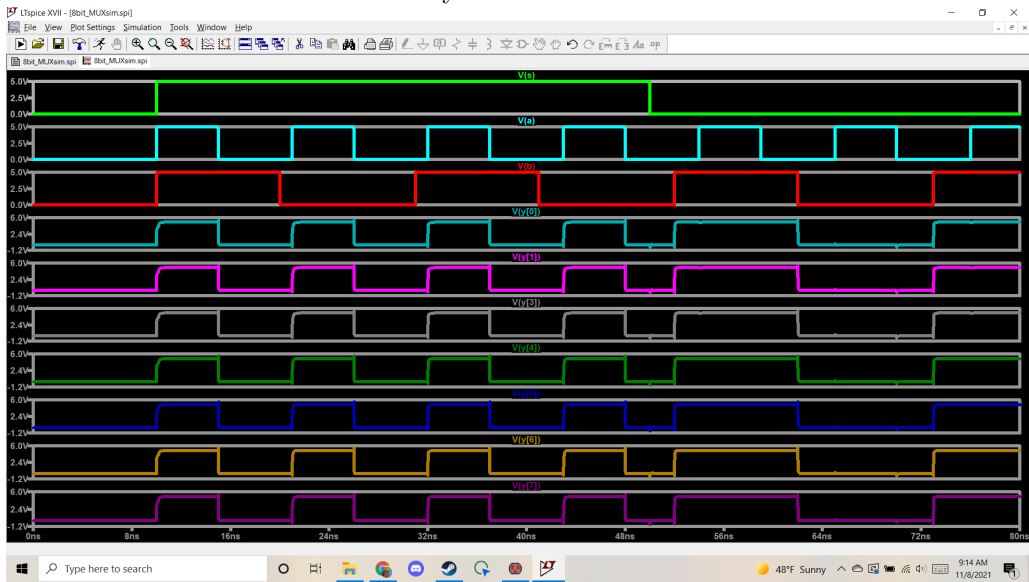 LTspice XVII - [8bit_MUXsim.spi]
File View Plot Settings Simulation Tools Window Help
8bit_MUXsim.spi 8bit_MUXsim.spi
V(s)
5.0V
2.5V
0.0V
V(a)
5.0V
2.5V
0.0V
V(b)
5.0V
2.5V
0.0V
V(y[0])
6.0V
2.4V
-1.2V
V(y[1])
6.0V
2.4V
-1.2V
V(y[3])
6.0V
2.4V
-1.2V
V(y[4])
6.0V
2.4V
-1.2V
6.0V
2.4V
-1.2V
V(y[6])
6.0V
2.4V
-1.2V
V(y[7])
6.0V
2.4V
-1.2V
0ns 8ns 16ns 24ns 32ns 40ns 48ns 56ns 64ns 72ns 80ns
Type here to search
48°F Sunny
9:14 AM
11/8/2021